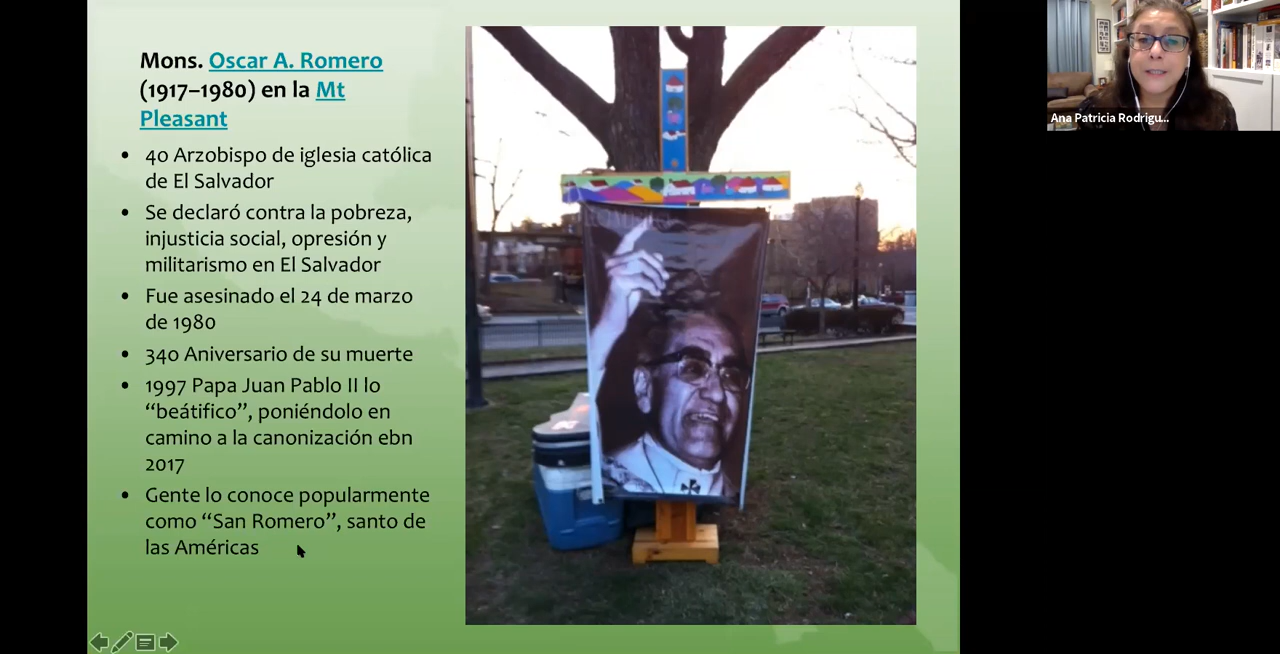 Mons. Oscar A. Romero
(1917–1980) en la Mt
Pleasant
• 40 Arzobispo de iglesia católica
de El Salvador
• Se declaró contra la pobreza,
injusticia social, opresión y
militarismo en El Salvador
• Fue asesinado el 24 de marzo
de 1980
• 340 Aniversario de su muerte
• 1997 Papa Juan Pablo II lo
“beátifico”, poniéndolo en
camino a la canonización ebn
2017
• Gente lo conoce popularmente
como “San Romero”, santo de
las Américas
Ana Patricia Rodrigu...